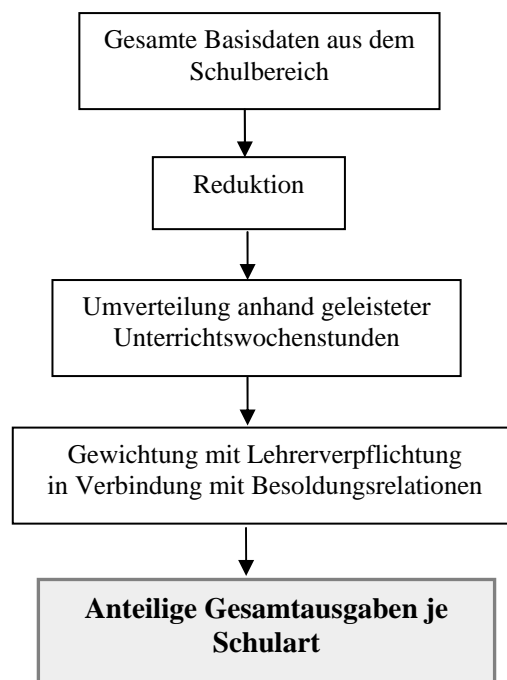 Gesamte Basisdaten aus dem
Schulbereich
Reduktion
Umverteilung anhand geleisteter
Unterrichtswochenstunden
Gewichtung mit Lehrerverpflichtung
in Verbindung mit Besoldungsrelationen
Anteilige Gesamtausgaben je
Schulart